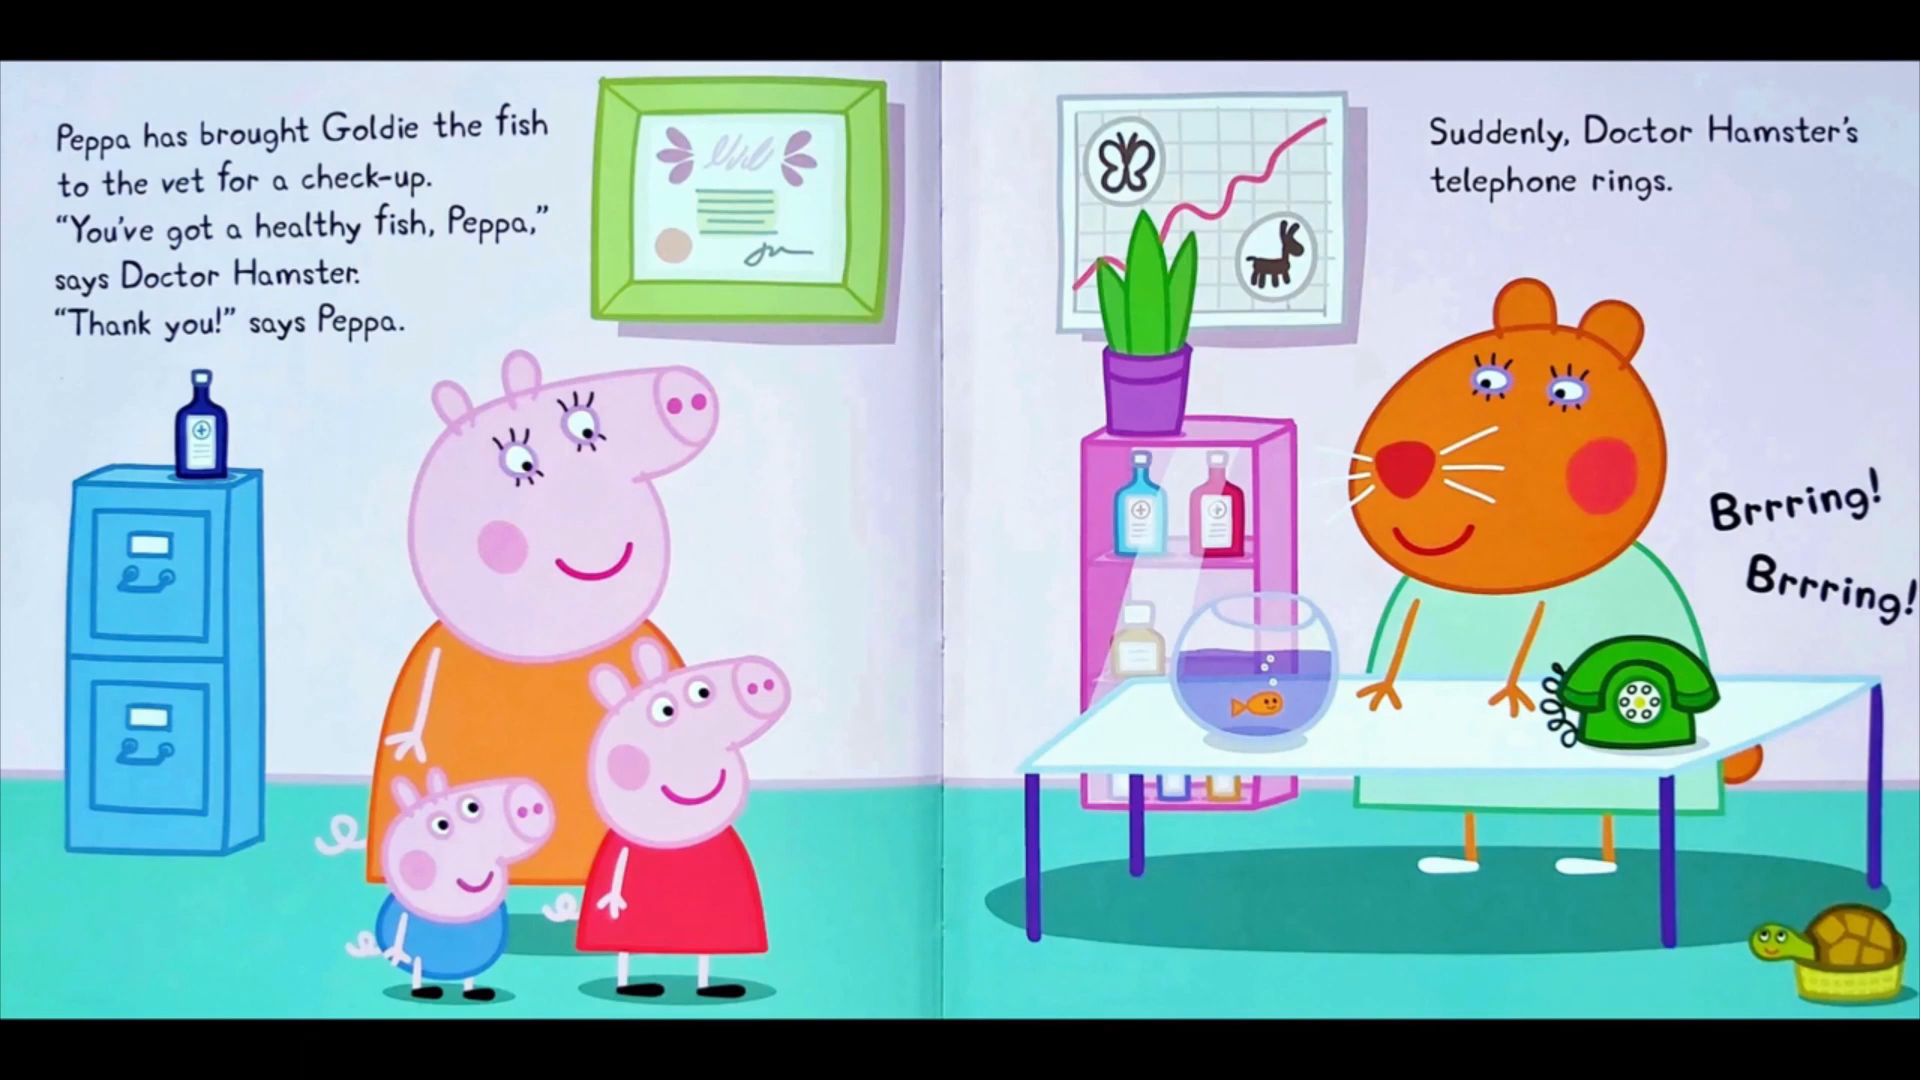 Peppa has brought Goldie the fish
to the vet for a check-up.
“You’ve got a healthy fish, Peppa,”
says Doctor Hamster.
“Thank you!” says Peppa.
Suddenly, Doctor Hamster’s
telephone rings.
Brrring!
Brrring!